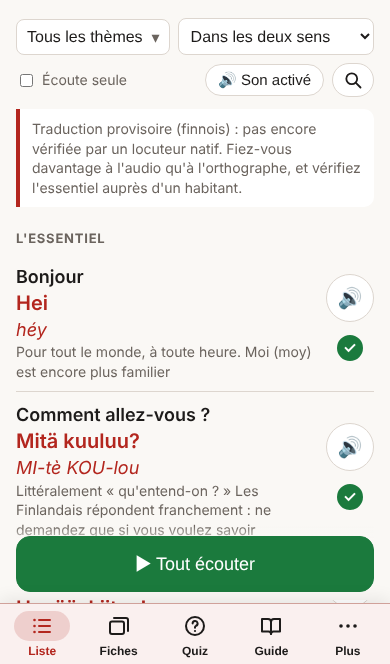 Tous les thèmes ▾ Dans les deux sens
Écoute seule 🔊 Son activé
Traduction provisoire (finnois) : pas encore
vérifiée par un locuteur natif. Fiez-vous
davantage à l'audio qu'à l'orthographe, et vérifiez
l'essentiel auprès d'un habitant.
L'ESSENTIEL
Bonjour
Hei
héy
Pour tout le monde, à toute heure. Moi (moy)
est encore plus familier
Comment allez-vous ?
Mitä kuuluu?
MI-tè KOU-lou
Littéralement « qu'entend-on ? » Les
Finlandais répondent franchement : ne
demandez que si vous voulez savoir
▶ Tout écouter
Liste Fiches Quiz Guide Plus